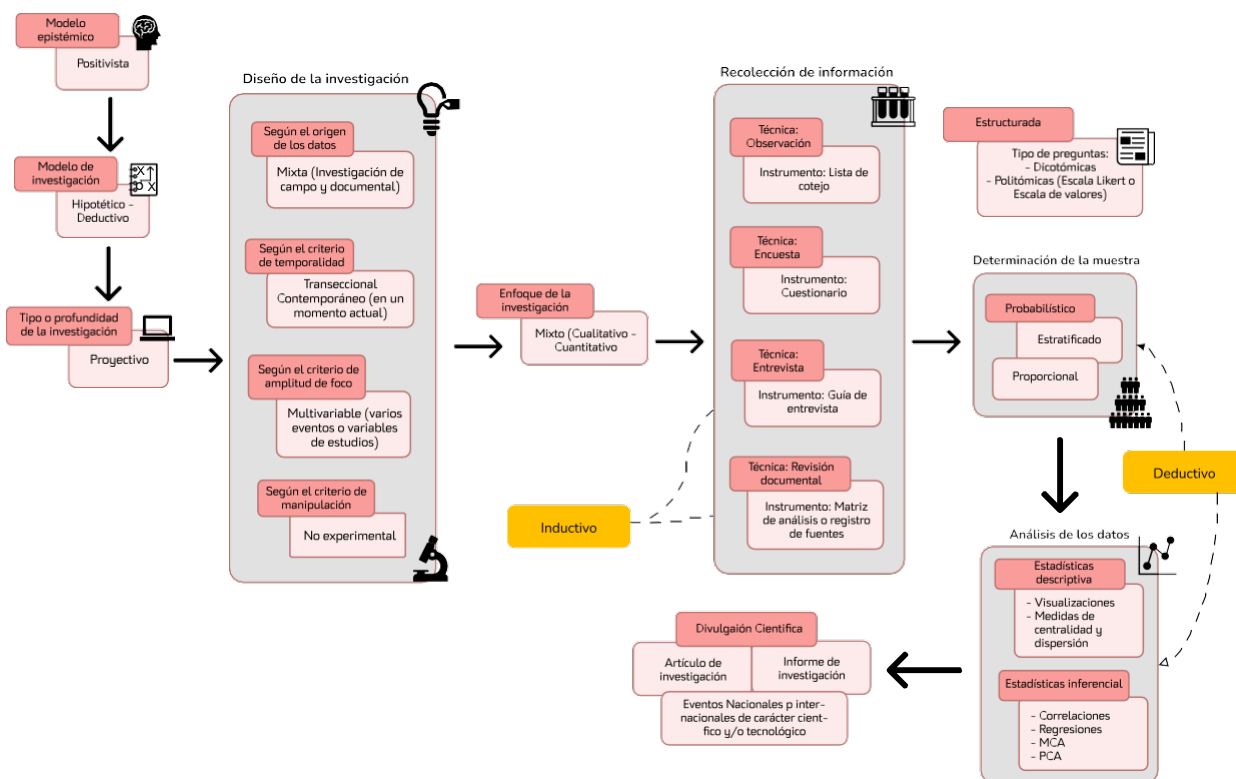 Modelo
epistémico
Positivista
Modelo de
investigación
Hipotético -
Deductivo
Tipo o profundidad
de la investigación
Proyectivo
Diseño de la investigación
Según el origen
de los datos
Mixta (Investigación de
campo y documental)
Según el criterio
de temporalidad
Transeccional
Contemporáneo (en un
momento actual)
Según el criterio de
amplitud de foco
Multivariable (varios
eventos o variables
de estudios)
Según el criterio de
manipulación
No experimental
Enfoque de la
investigación
Mixto (Cualitativo -
Cuantitativo
Inductivo
Recolección de información
Técnica:
Observación
Instrumento: Lista de
cotejo
Técnica:
Encuesta
Instrumento:
Cuestionario
Técnica:
Entrevista
Instrumento: Guía de
entrevista
Técnica: Revisión
documental
Instrumento: Matriz
de análisis o registro
de fuentes
Estructurada
Tipo de preguntas:
- Dicotómicas
- Politómicas (Escala Likert o
Escala de valores)
Determinación de la muestra
Probabilístico
Estratificado
Proporcional
Deductivo
Análisis de los datos
Estadísticas
descriptiva
- Visualizaciones
- Medidas de
centralidad y
dispersión
Estadísticas inferencial
- Correlaciones
- Regresiones
- MCA
- PCA
Divulgaión Cientifica
Artículo de
investigación
Informe de
investigación
Eventos Nacionales p inter-
nacionales de carácter cient-
fico y/o tecnológico